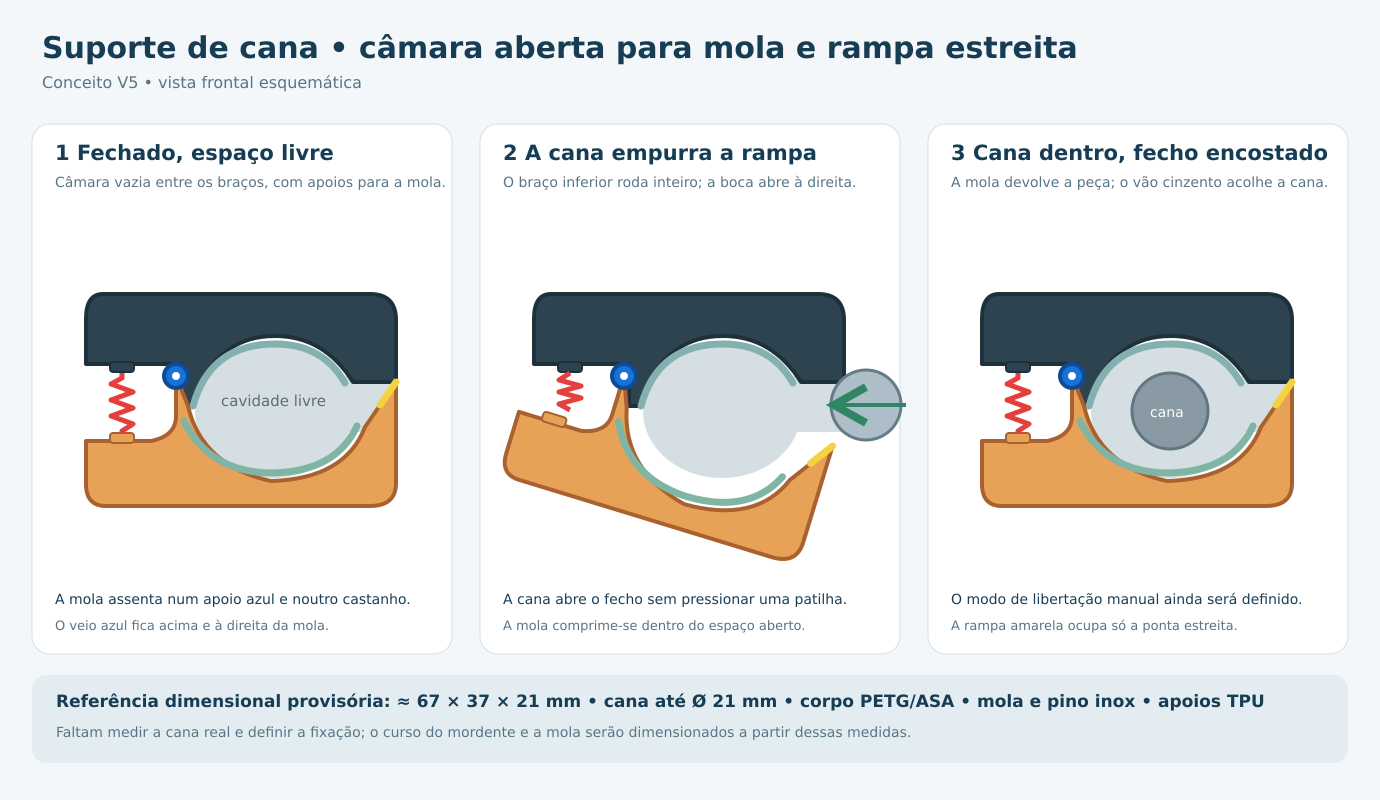 Suporte de cana • câmara aberta para mola e rampa estreita
Conceito V5 • vista frontal esquemática
1 Fechado, espaço livre
Câmara vazia entre os braços, com apoios para a mola.
cavidade livre
A mola assenta num apoio azul e noutro castanho.
O veio azul fica acima e à direita da mola.
2 A cana empurra a rampa
O braço inferior roda inteiro; a boca abre à direita.
A cana abre o fecho sem pressionar uma patilha.
A mola comprime-se dentro do espaço aberto.
3 Cana dentro, fecho encostado
A mola devolve a peça; o vão cinzento acolhe a cana.
cana
O modo de libertação manual ainda será definido.
A rampa amarela ocupa só a ponta estreita.
Referência dimensional provisória: ≈ 67 × 37 × 21 mm • cana até Ø 21 mm • corpo PETG/ASA • mola e pino inox • apoios TPU
Faltam medir a cana real e definir a fixação; o curso do mordente e a mola serão dimensionados a partir dessas medidas.